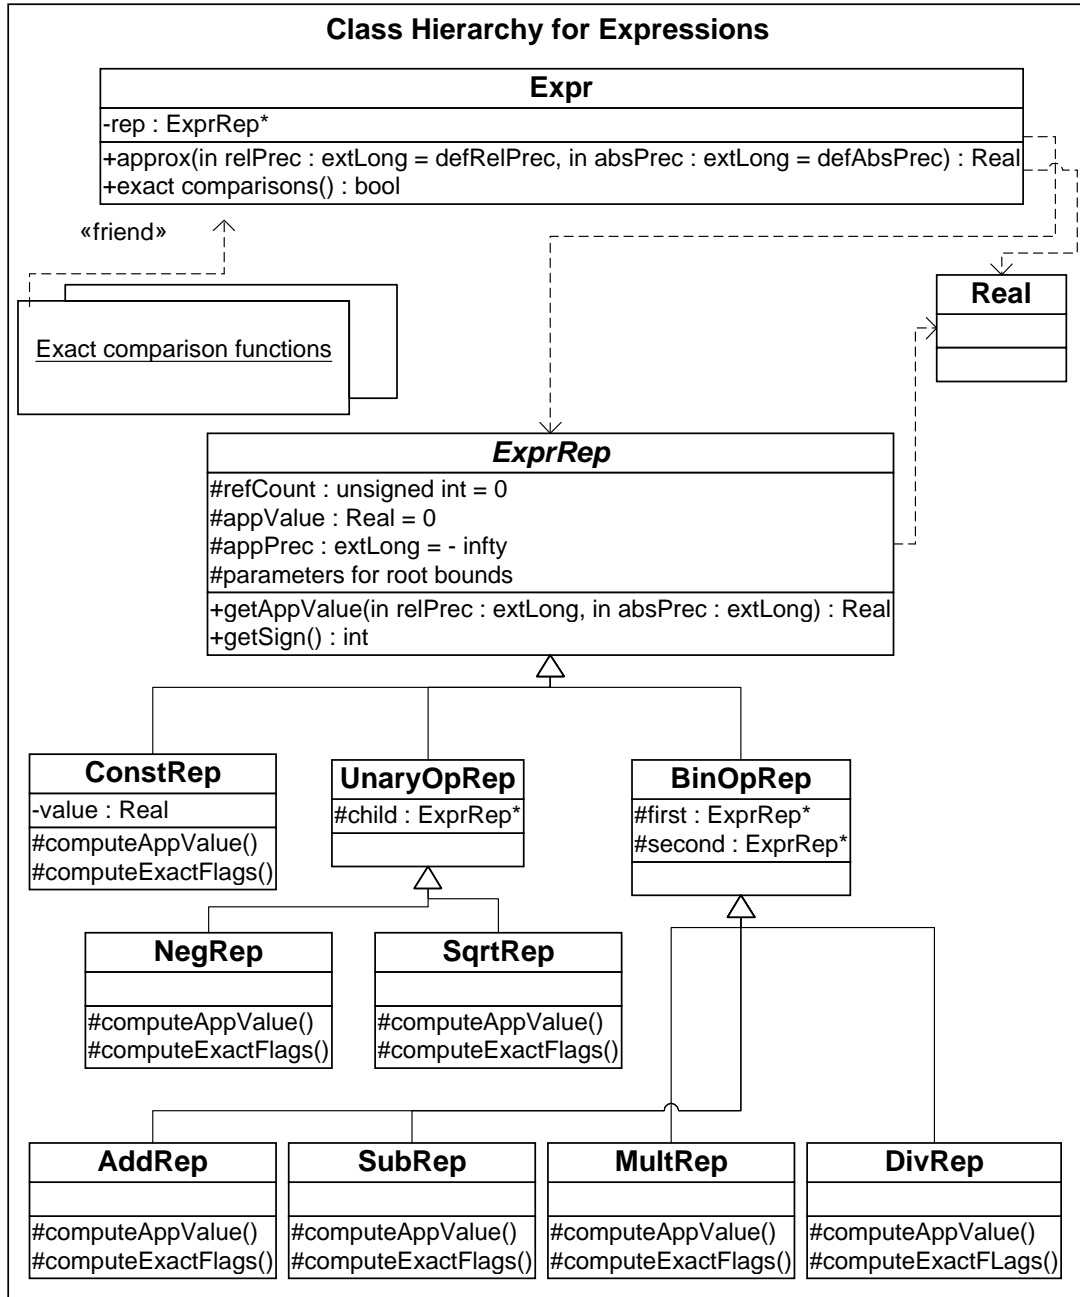 Class Hierarchy for Expressions
Expr
-rep : ExprRep*
+approx(in relPrec : extLong = defRelPrec, in absPrec : extLong = defAbsPrec) : Real
+exact comparisons() : bool
«friend»
Real
Exact comparison functions
ExprRep
#refCount : unsigned int = 0
#appValue : Real = 0
#appPrec : extLong = - infty
#parameters for root bounds
+getAppValue(in relPrec : extLong, in absPrec : extLong) : Real
+getSign() : int
ConstRep
-value : Real
#computeAppValue()
#computeExactFlags()
UnaryOpRep
#child : ExprRep*
BinOpRep
#first : ExprRep*
#second : ExprRep*
NegRep
#computeAppValue()
#computeExactFlags()
SqrtRep
#computeAppValue()
#computeExactFlags()
AddRep
#computeAppValue()
#computeExactFlags()
SubRep
#computeAppValue()
#computeExactFlags()
MultRep
#computeAppValue()
#computeExactFlags()
DivRep
#computeAppValue()
#computeExactFLags()